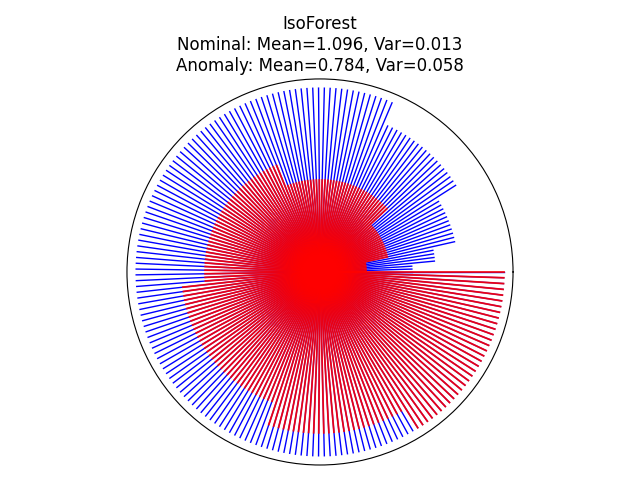 IsoForest
Nominal: Mean=1.096, Var=0.013
Anomaly: Mean=0.784, Var=0.058